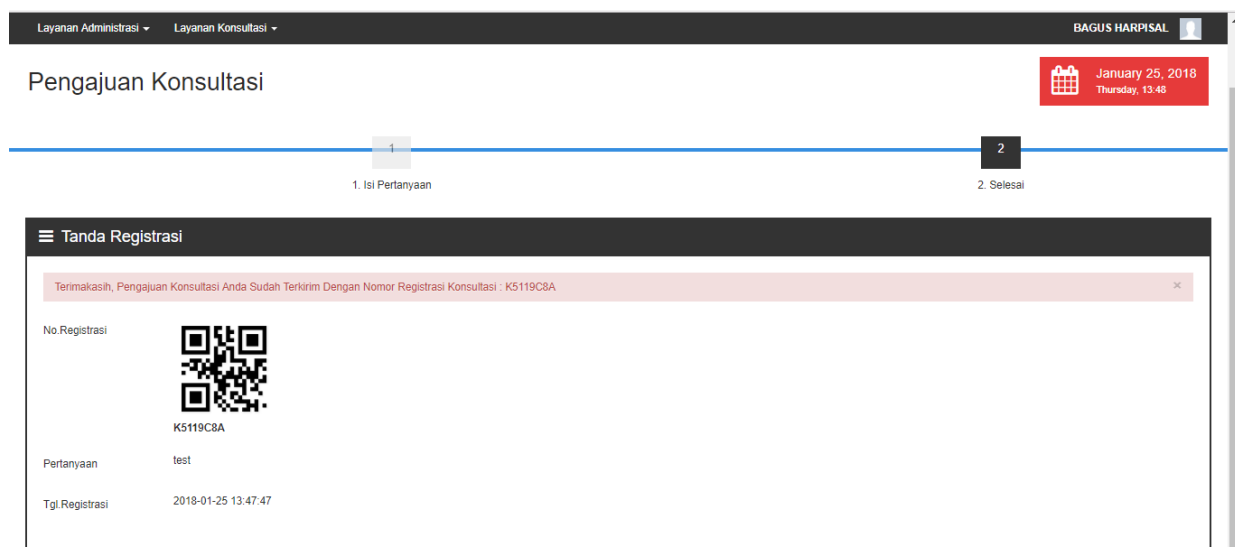 Layanan Administrasi Layanan Konsultasi BAGUS HARPISAL
Pengajuan Konsultasi
January 25, 2018
Thursday, 13:48
1 2
1. Isi Pertanyaan 2. Selesai
Tanda Registrasi
Terimakasih, Pengajuan Konsultasi Anda Sudah Terkirim Dengan Nomor Registrasi Konsultasi : K5119C8A ×
No.Registrasi
K5119C8A
Pertanyaan test
Tgl.Registrasi 2018-01-25 13:47:47